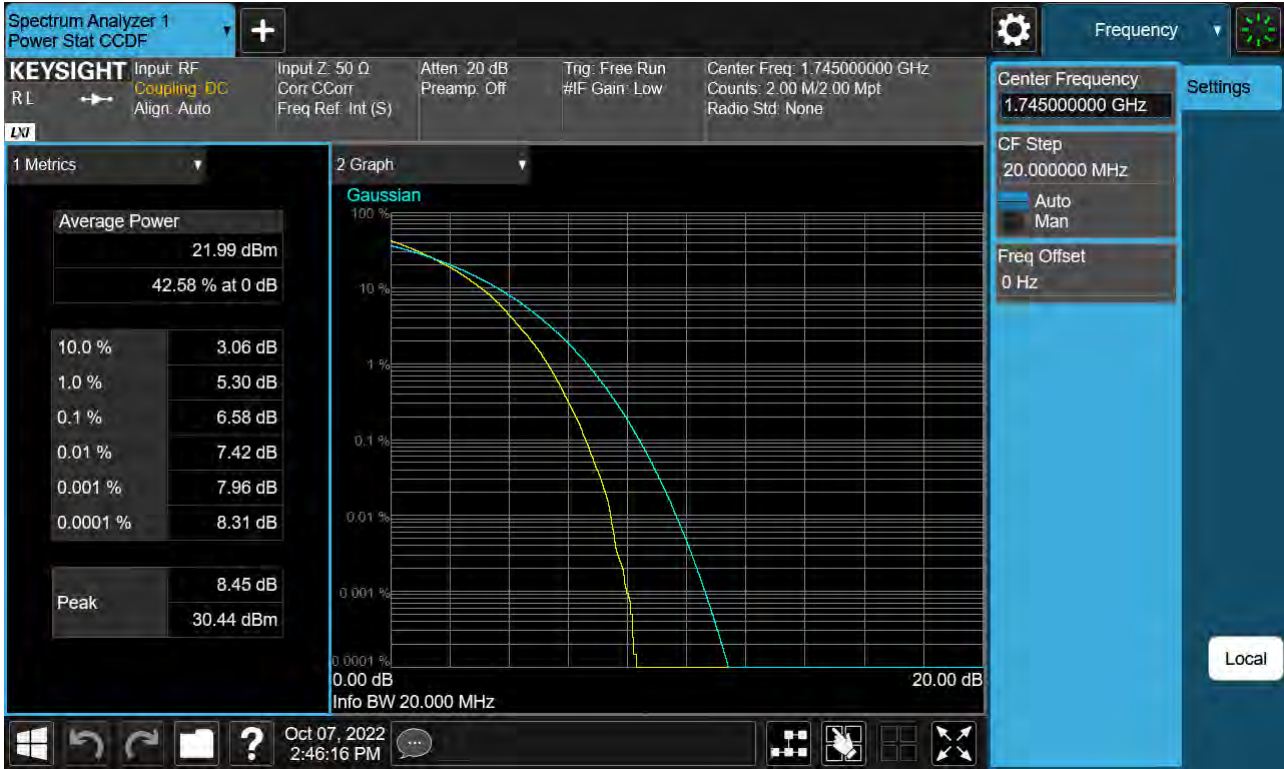 Spectrum Analyzer 1
Power Stat CCDF
+
Frequency
KEYSIGHT
R L
LXI
Input: RF
Coupling: DC
Align: Auto
Input Z: 50 Ω
Corr CCorr
Freq Ref: Int (S)
Atten: 20 dB
Preamp: Off
Trig: Free Run
#IF Gain: Low
Center Freq: 1.745000000 GHz
Counts: 2.00 M/2.00 Mpt
Radio Std: None
Center Frequency
1.745000000 GHz
Settings
CF Step
20.000000 MHz
Auto
Man
Freq Offset
0 Hz
1 Metrics
Average Power
21.99 dBm
42.58 % at 0 dB
10.0 % 3.06 dB
1.0 % 5.30 dB
0.1 % 6.58 dB
0.01 % 7.42 dB
0.001 % 7.96 dB
0.0001 % 8.31 dB
Peak
8.45 dB
30.44 dBm
2 Graph
Gaussian
100 %
10 %
1 %
0.1 %
0.01 %
0.001 %
0.0001 %
0.00 dB 20.00 dB
Info BW 20.000 MHz
Local
?
Oct 07, 2022
2:46:16 PM